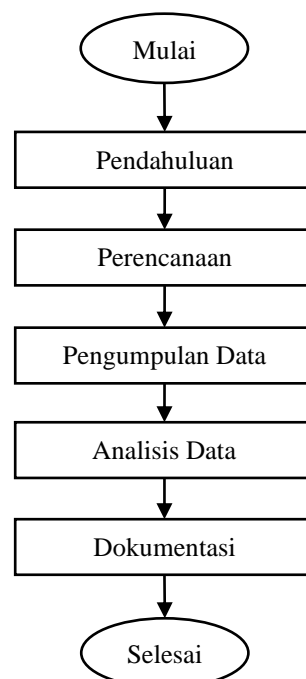 Mulai
Pendahuluan
Perencanaan
Pengumpulan Data
Analisis Data
Dokumentasi
Selesai